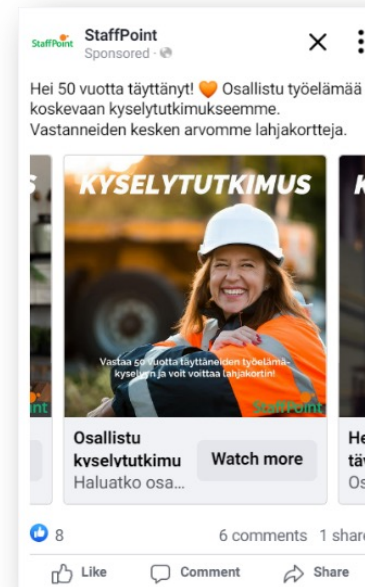 StaffPoint
StaffPoint
Sponsored ·
Hei 50 vuotta täyttänyt! 🧡 Osallistu työelämää
koskevaan kyselytutkimukseemme.
Vastanneiden kesken arvomme lahjakortteja.
KYSELYTUTKIMUS
Vastaa 50 vuotta täyttäneiden työelämä-
kyselyyn ja voit voittaa lahjakortin!
StaffPoint
Osallistu
kyselytutkimu
Haluatko osa...
Watch more
8
6 comments 1 share
Like
Comment
Share